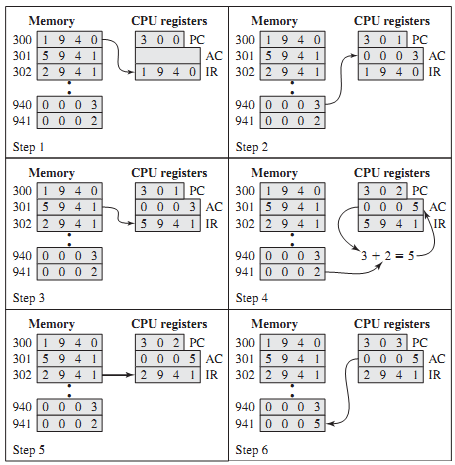 Memory CPU registers
300 1 9 4 0 3 0 0 PC
301 5 9 4 1 AC
302 2 9 4 1 1 9 4 0 IR
940 0 0 0 3
941 0 0 0 2
Step 1
Memory CPU registers
300 1 9 4 0 3 0 1 PC
301 5 9 4 1 0 0 0 3 AC
302 2 9 4 1 1 9 4 0 IR
940 0 0 0 3
941 0 0 0 2
Step 2
Memory CPU registers
300 1 9 4 0 3 0 1 PC
301 5 9 4 1 0 0 0 3 AC
302 2 9 4 1 5 9 4 1 IR
940 0 0 0 3
941 0 0 0 2
Step 3
Memory CPU registers
300 1 9 4 0 3 0 2 PC
301 5 9 4 1 0 0 0 5 AC
302 2 9 4 1 5 9 4 1 IR
940 0 0 0 3 3 + 2 = 5
941 0 0 0 2
Step 4
Memory CPU registers
300 1 9 4 0 3 0 2 PC
301 5 9 4 1 0 0 0 5 AC
302 2 9 4 1 2 9 4 1 IR
940 0 0 0 3
941 0 0 0 2
Step 5
Memory CPU registers
300 1 9 4 0 3 0 3 PC
301 5 9 4 1 0 0 0 5 AC
302 2 9 4 1 2 9 4 1 IR
940 0 0 0 3
941 0 0 0 5
Step 6